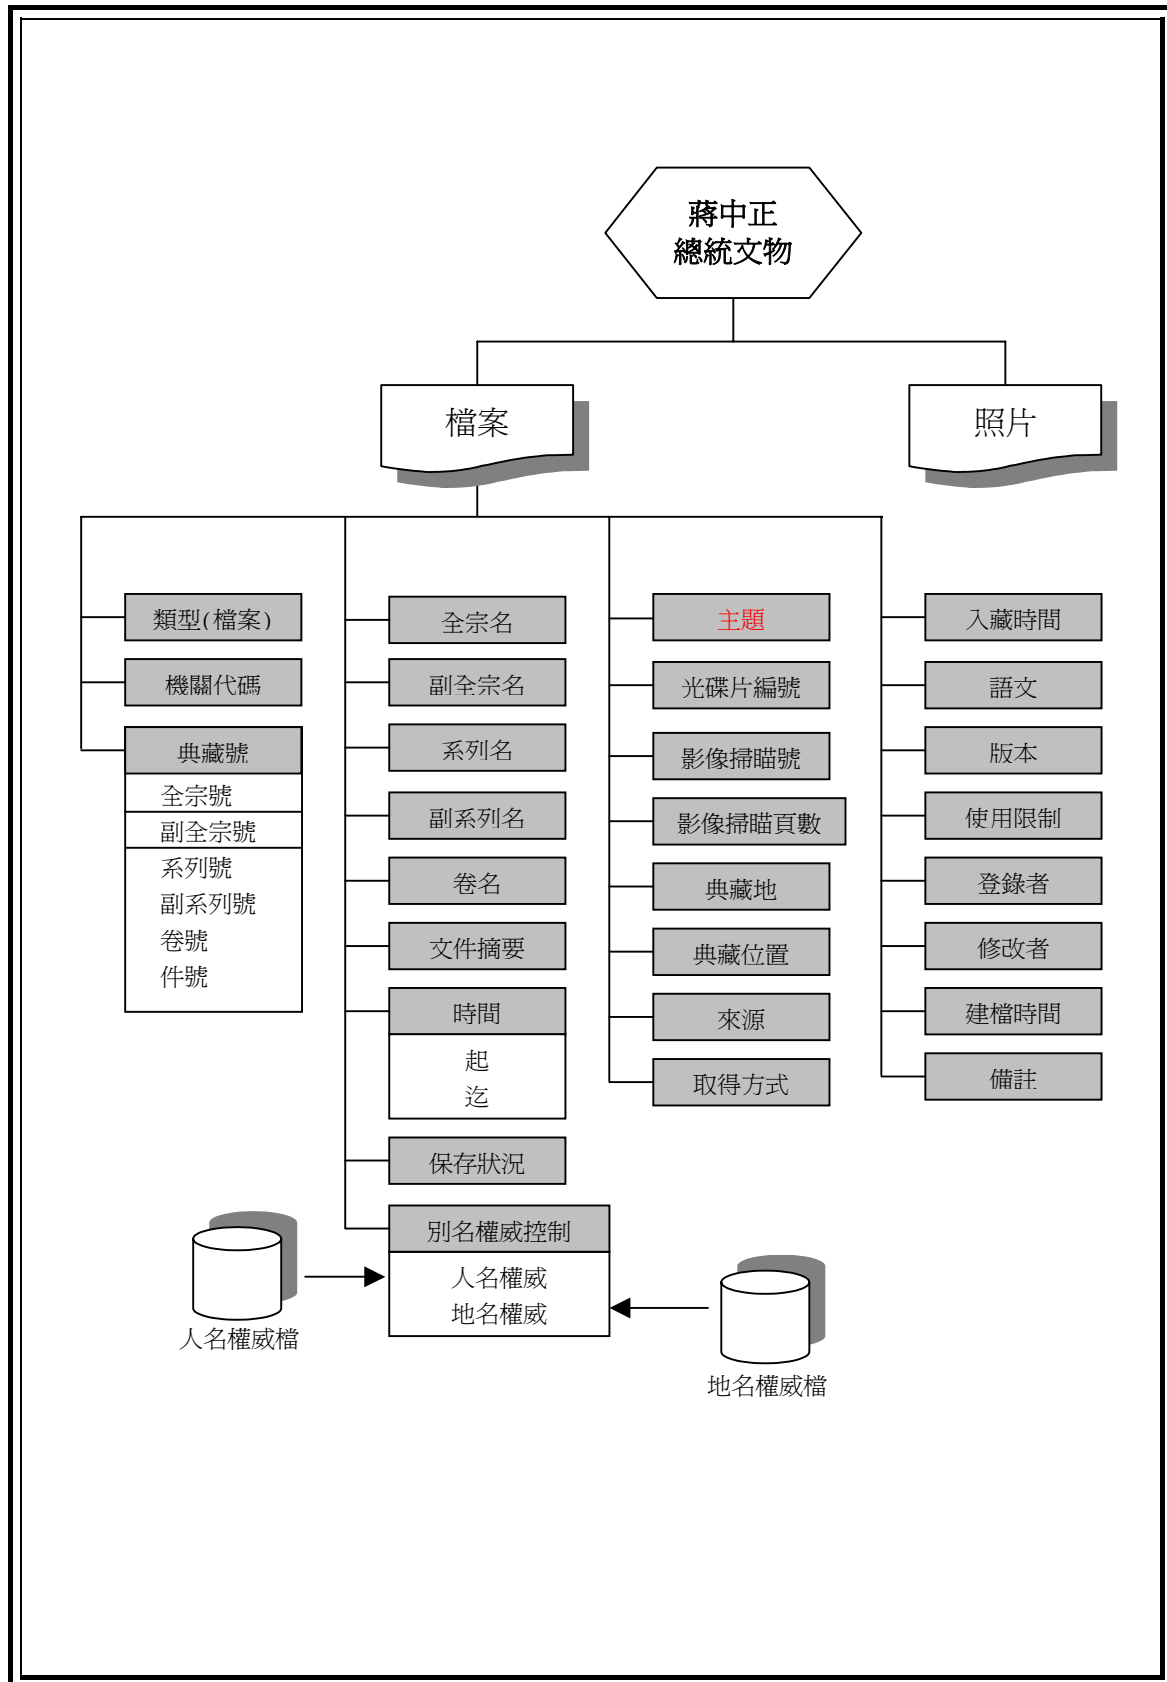 蔣中正
總統文物
檔案
照片
類型(檔案)
機關代碼
典藏號
全宗號
副全宗號
系列號
副系列號
卷號
件號
全宗名
副全宗名
系列名
副系列名
卷名
文件摘要
時間
起
迄
保存狀況
別名權威控制
人名權威
地名權威
人名權威檔
地名權威檔
主題
光碟片編號
影像掃瞄號
影像掃瞄頁數
典藏地
典藏位置
來源
取得方式
入藏時間
語文
版本
使用限制
登錄者
修改者
建檔時間
備註